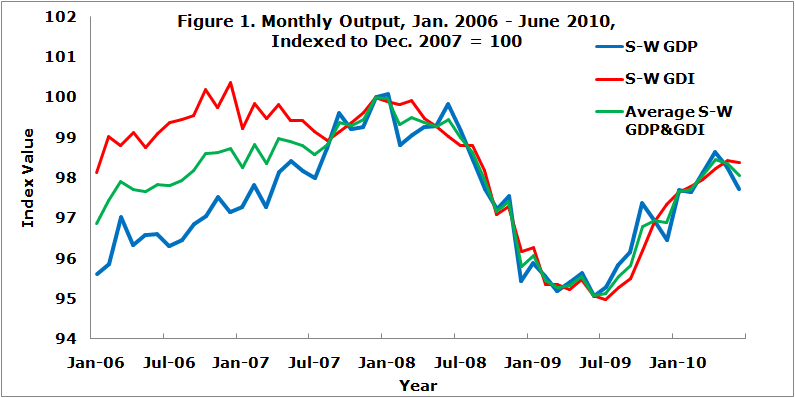 Figure 1. Monthly Output, Jan. 2006 - June 2010,
Indexed to Dec. 2007 = 100
S-W GDP
S-W GDI
Average S-W
GDP&GDI
Index Value
102
101
100
99
98
97
96
95
94
Jan-06 Jul-06 Jan-07 Jul-07 Jan-08 Jul-08 Jan-09 Jul-09 Jan-10
Year